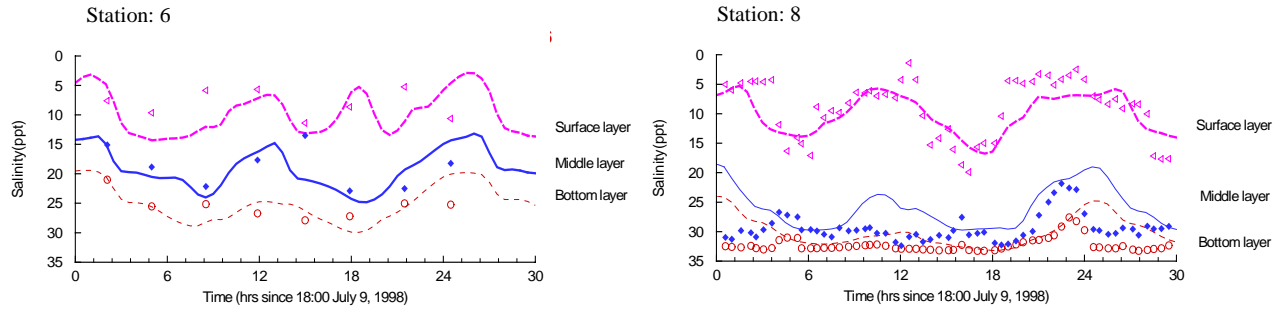 Station: 6
Station: 8
0
5
10
15
20
25
30
35
Salinity(ppt)
0 6 12 18 24 30
Time (hrs since 18:00 July 9, 1998)
Surface layer
Middle layer
Bottom layer
0
5
10
15
20
25
30
35
Salinity(ppt)
0 6 12 18 24 30
Time (hrs since 18:00 July 9, 1998)
Surface layer
Middle layer
Bottom layer